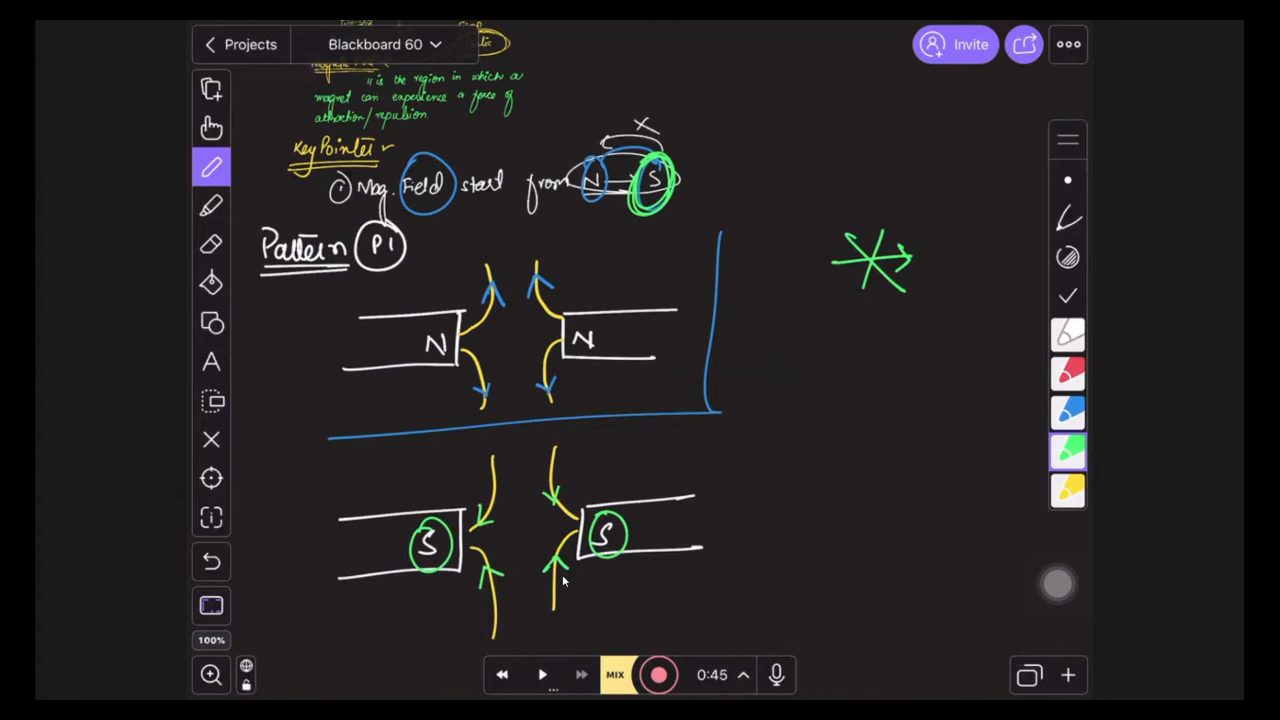 Projects
Blackboard 60
Invite
is the region in which a
magnet can experience a force of
attraction/repulsion
Key Pointer
① Mag. Field start from N S
Pattern P1
N N
S S
A
100%
MIX
0:45